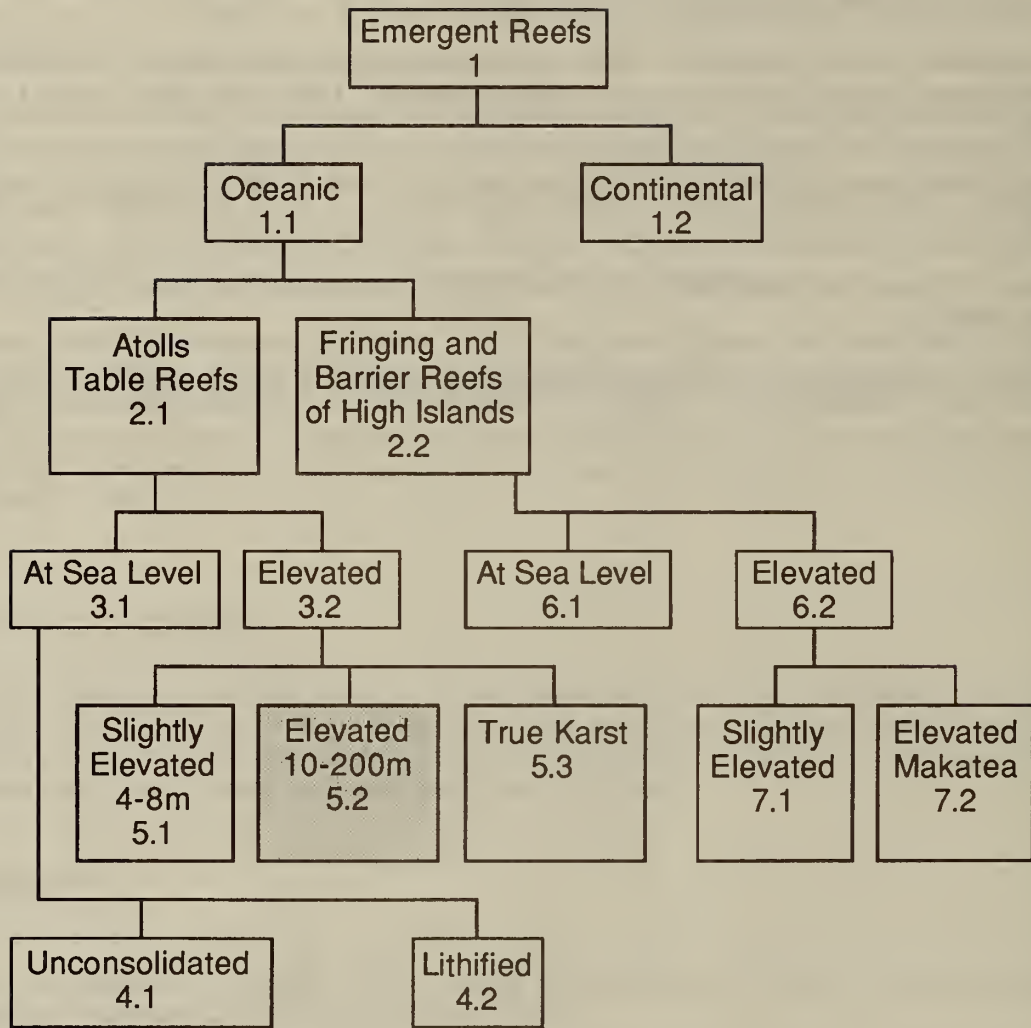 Emergent Reefs
1
Oceanic
1.1
Continental
1.2
Atolls
Table Reefs
2.1
Fringing and
Barrier Reefs
of High Islands
2.2
At Sea Level
3.1
Elevated
3.2
At Sea Level
6.1
Elevated
6.2
Slightly
Elevated
4-8m
5.1
Elevated
10-200m
5.2
True Karst
5.3
Slightly
Elevated
7.1
Elevated
Makatea
7.2
Unconsolidated
4.1
Lithified
4.2